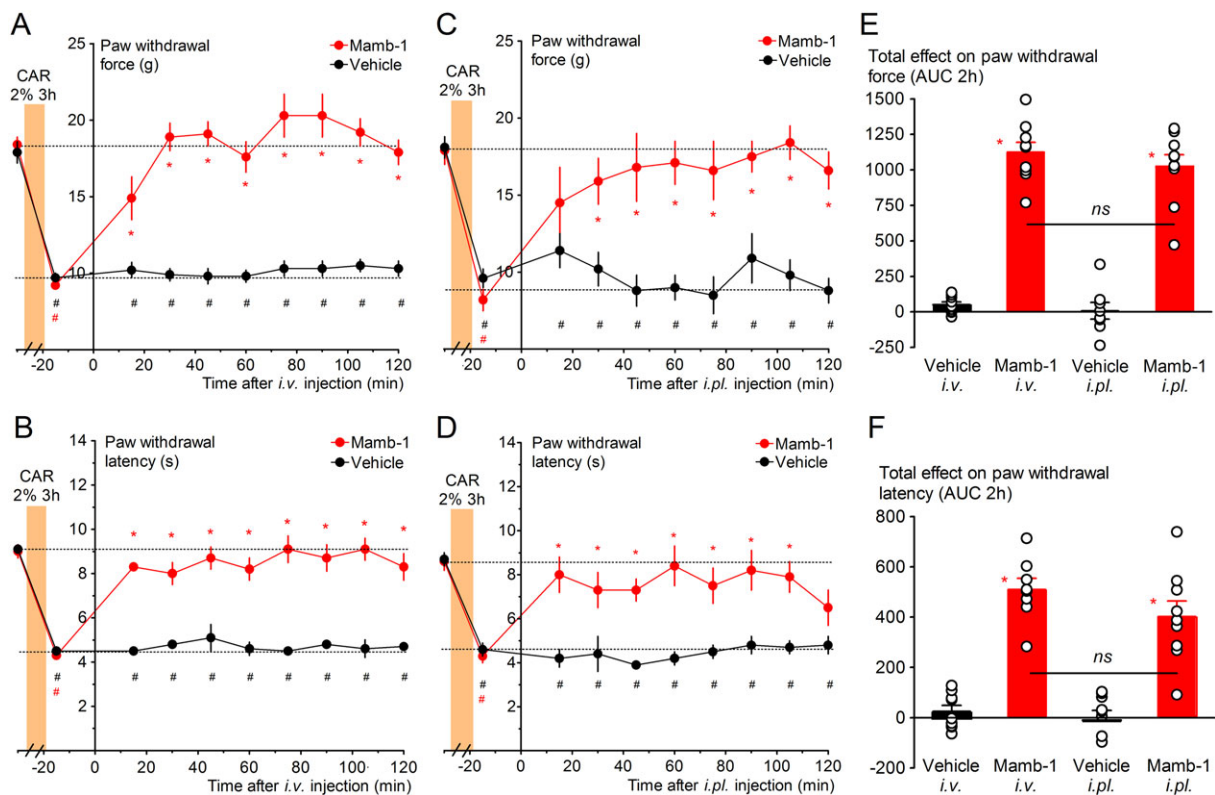 A
Paw withdrawal
force (g)
Mamb-1
Vehicle
CAR
2% 3h
25
20
15
10
* * * * * * * *
# # # # # # # # #
#
-20 0 20 40 60 80 100 120
Time after i.v. injection (min)
C
Paw withdrawal
force (g)
Mamb-1
Vehicle
CAR
2% 3h
25
20
15
10
* * * * * * *
# # # # # # # # #
#
-20 0 20 40 60 80 100 120
Time after i.pl. injection (min)
E
Total effect on paw withdrawal
force (AUC 2h)
1500
1250
1000
750
500
250
0
-250
* *
ns
Vehicle Mamb-1 Vehicle Mamb-1
i.v. i.v. i.pl. i.pl.
B
Paw withdrawal
latency (s)
Mamb-1
Vehicle
CAR
2% 3h
14
12
10
8
6
4
2
* * * * * * * *
# # # # # # # # #
#
-20 0 20 40 60 80 100 120
Time after i.v. injection (min)
D
Paw withdrawal
latency (s)
Mamb-1
Vehicle
CAR
2% 3h
14
12
10
8
6
4
2
* * * * * * *
# # # # # # # # #
#
-20 0 20 40 60 80 100 120
Time after i.pl. injection (min)
F
Total effect on paw withdrawal
latency (AUC 2h)
800
600
400
200
0
-200
* *
ns
Vehicle Mamb-1 Vehicle Mamb-1
i.v. i.v. i.pl. i.pl.